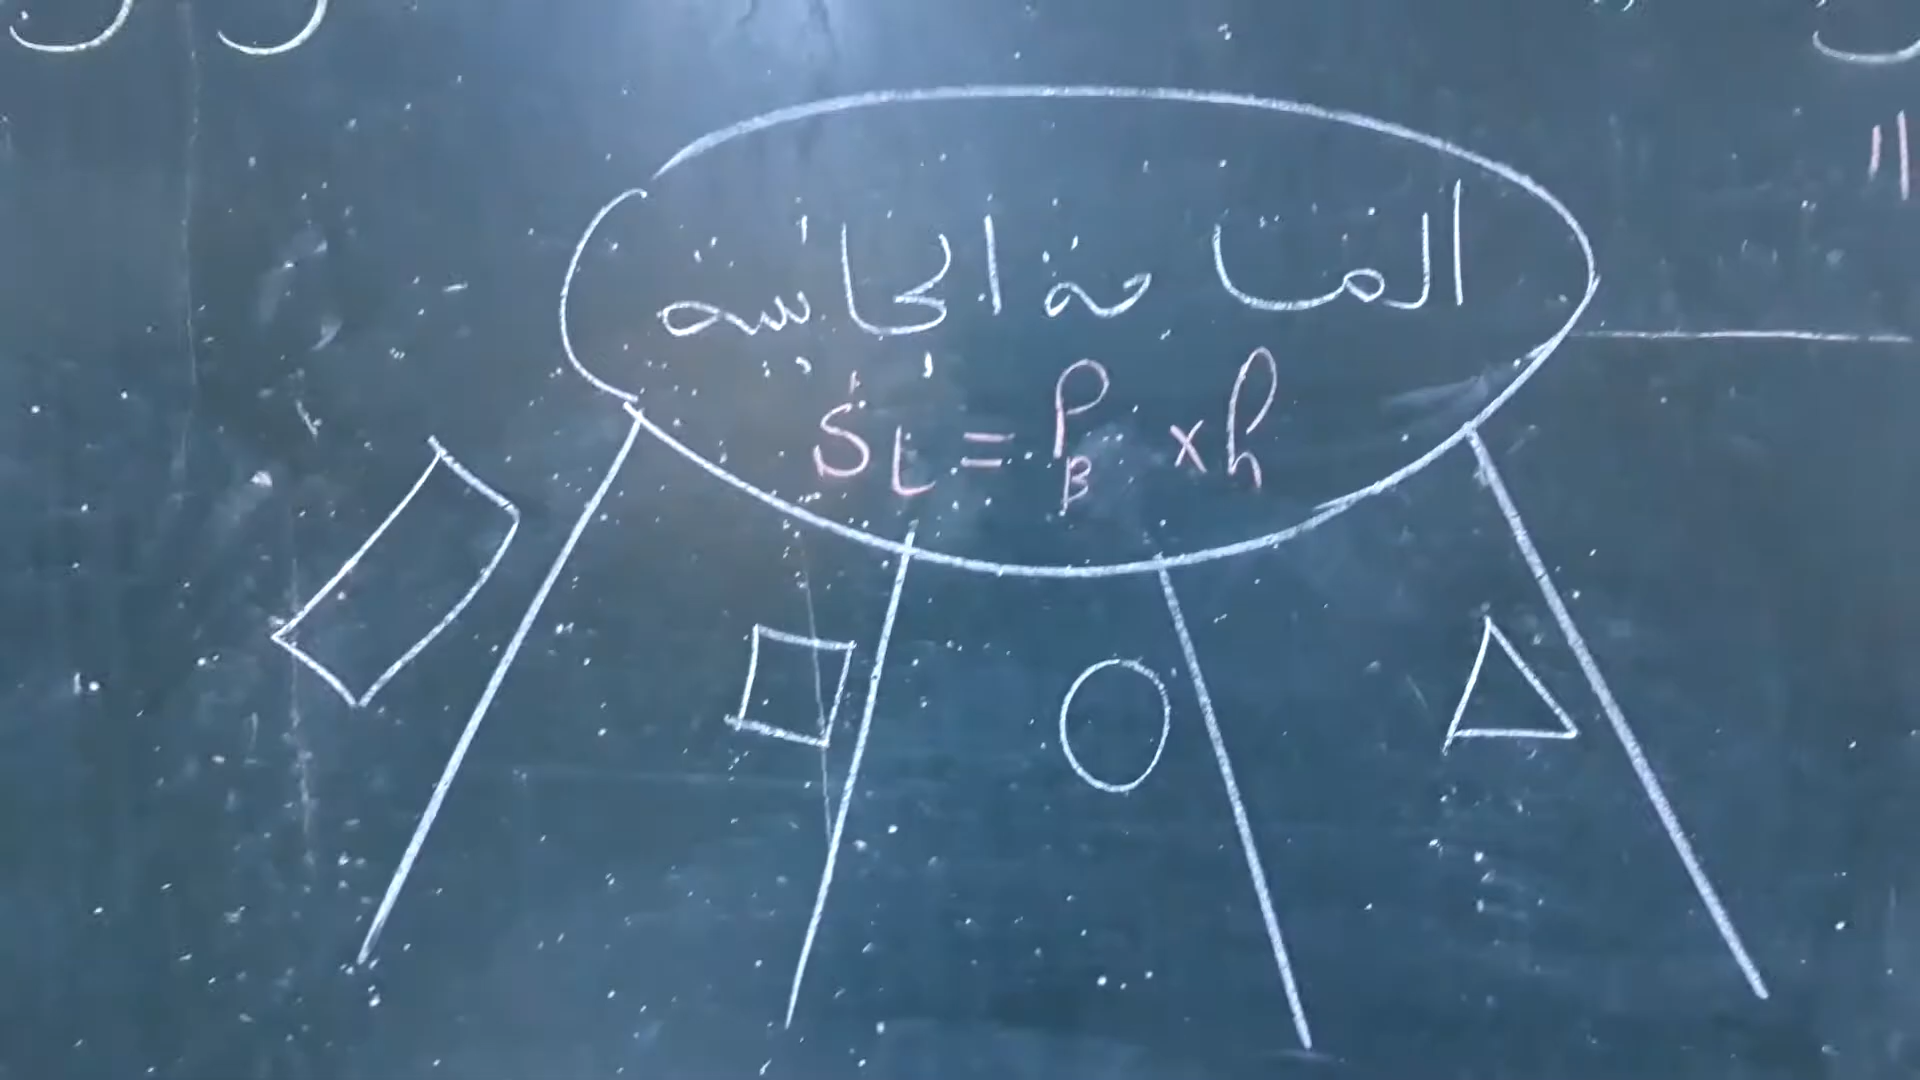 المساحة الجانبية
S_L = P_B × h